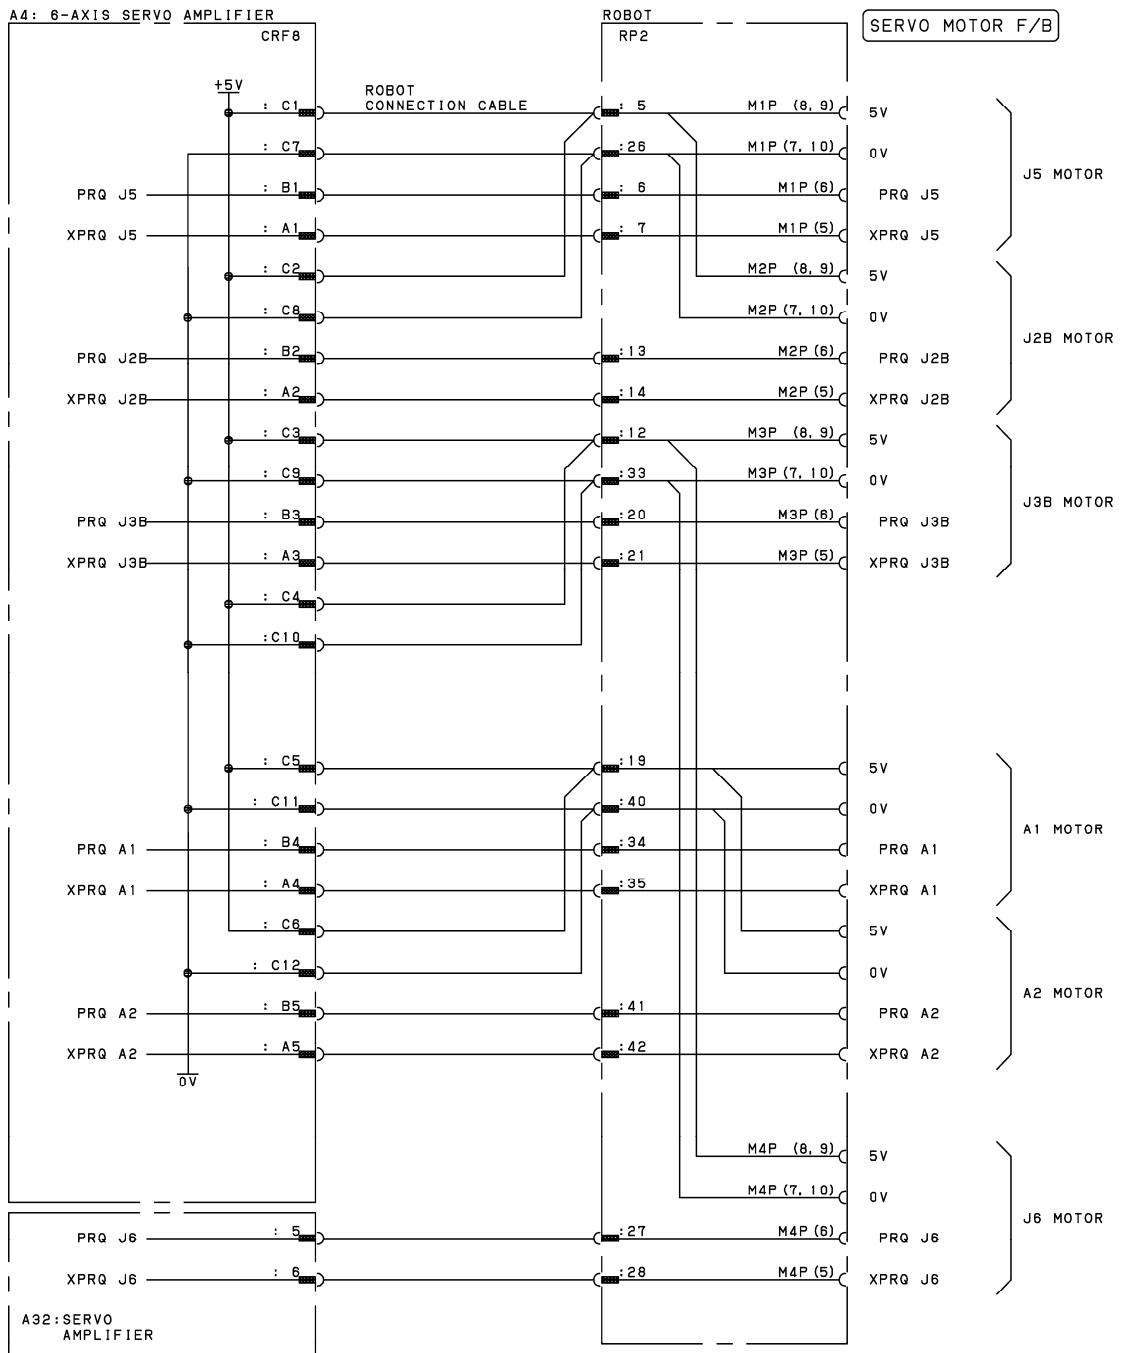 A4: 6-AXIS SERVO AMPLIFIER
ROBOT
SERVO MOTOR F/B
CRF8
RP2
+5V
ROBOT
CONNECTION CABLE
: C1
: 5
M1P (8, 9)
5V
: C7
:26
M1P (7, 10)
0V
J5 MOTOR
PRQ J5
: B1
: 6
M1P (6)
PRQ J5
XPRQ J5
: A1
: 7
M1P (5)
XPRQ J5
: C2
M2P (8, 9)
5V
: C8
M2P (7, 10)
0V
J2B MOTOR
PRQ J2B
: B2
:13
M2P (6)
PRQ J2B
XPRQ J2B
: A2
:14
M2P (5)
XPRQ J2B
: C3
:12
M3P (8, 9)
5V
: C9
:33
M3P (7, 10)
0V
J3B MOTOR
PRQ J3B
: B3
:20
M3P (6)
PRQ J3B
XPRQ J3B
: A3
:21
M3P (5)
XPRQ J3B
: C4
:C10
: C5
:19
5V
: C11
:40
0V
A1 MOTOR
PRQ A1
: B4
:34
PRQ A1
XPRQ A1
: A4
:35
XPRQ A1
: C6
5V
: C12
0V
A2 MOTOR
PRQ A2
: B5
:41
PRQ A2
XPRQ A2
: A5
:42
XPRQ A2
0V
M4P (8, 9)
5V
M4P (7, 10)
0V
J6 MOTOR
PRQ J6
: 5
:27
M4P (6)
PRQ J6
XPRQ J6
: 6
:28
M4P (5)
XPRQ J6
A32:SERVO
AMPLIFIER